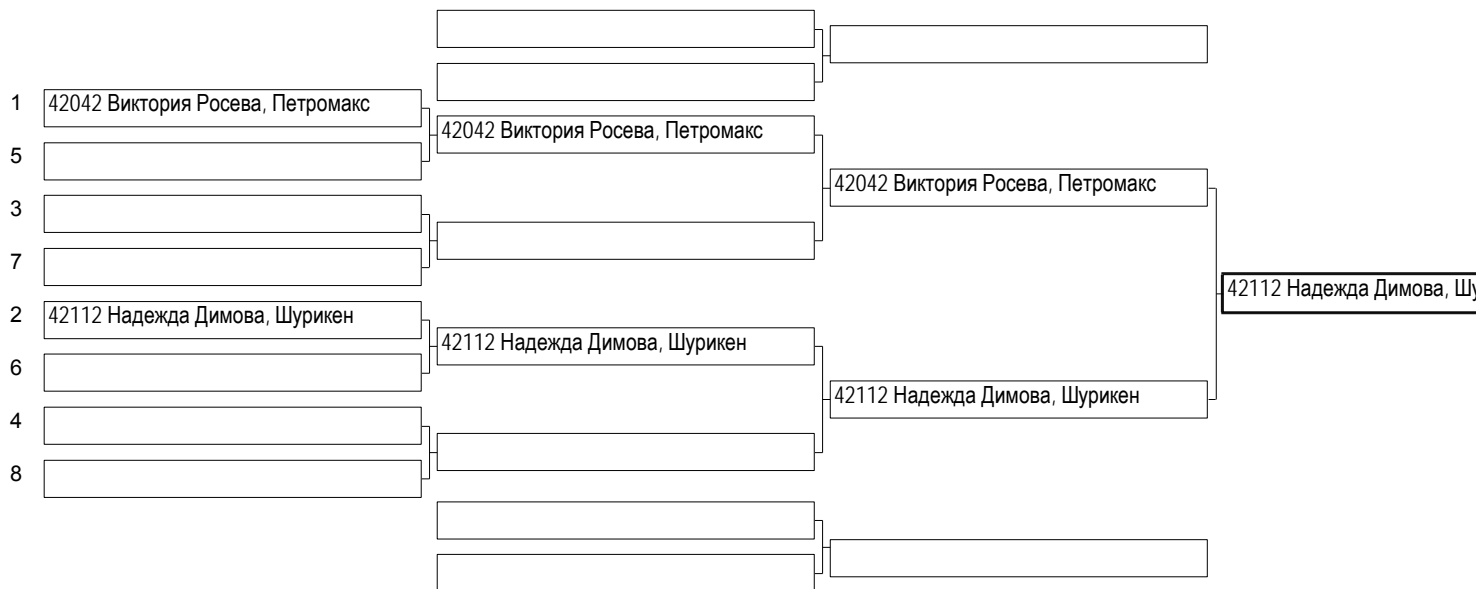 1 42042 Виктория Росева, Петромакс
42042 Виктория Росева, Петромакс
5
42042 Виктория Росева, Петромакс
3
7
42112 Надежда Димова,
2 42112 Надежда Димова, Шурикен
42112 Надежда Димова, Шурикен
6
42112 Надежда Димова, Шурикен
4
8